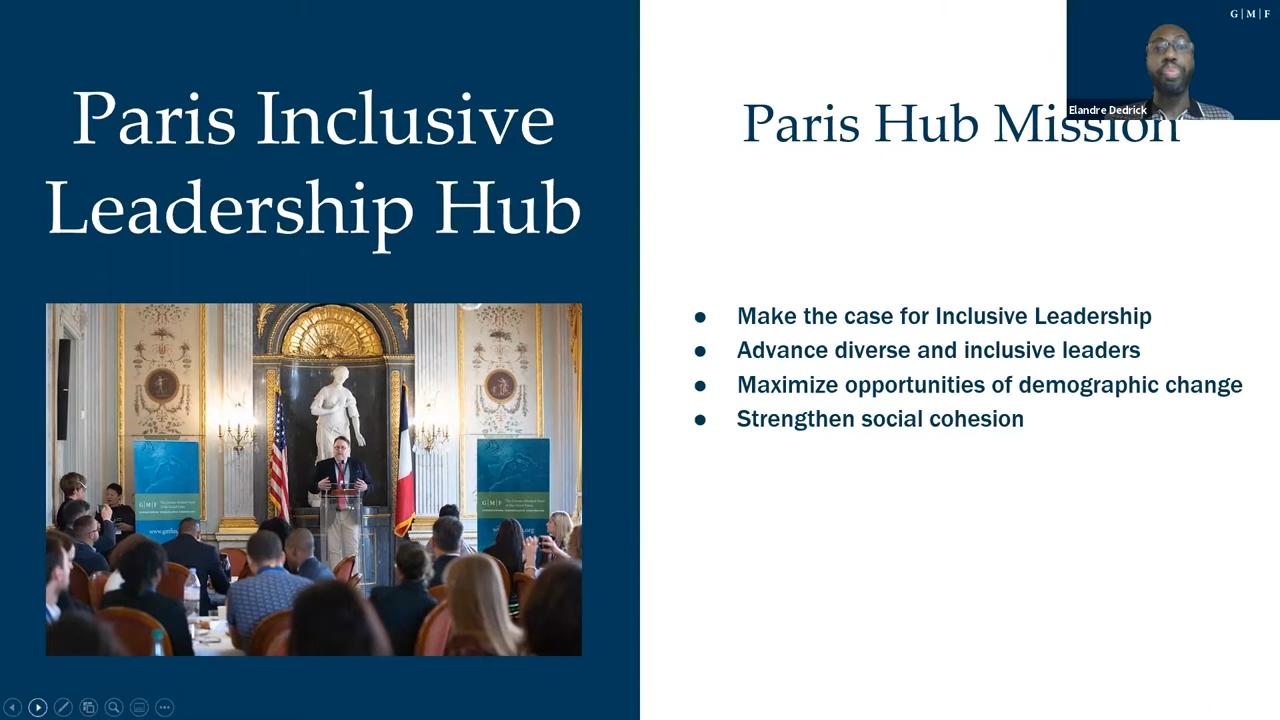 Paris Inclusive
Leadership Hub
G|M|F
Elandre Dedrick
Paris Hub Mission
● Make the case for Inclusive Leadership
● Advance diverse and inclusive leaders
● Maximize opportunities of demographic change
● Strengthen social cohesion
G|M|F
G|M|F